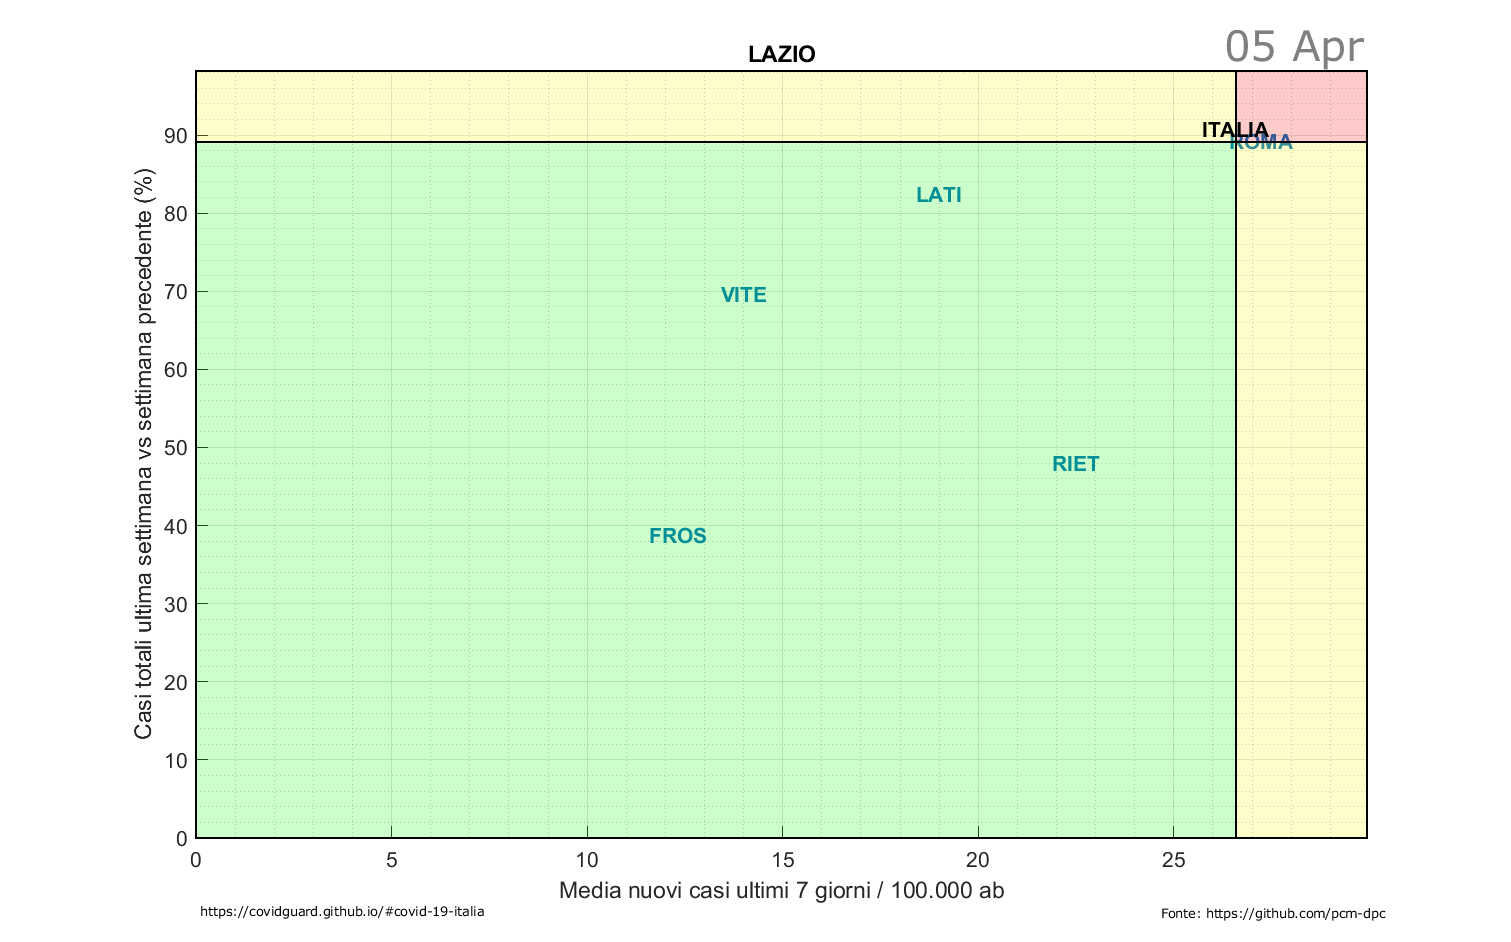 05 Apr
LAZIO
90
ITALIA
ROMA
LATI
80
VITE
70
60
50
RIET
FROS
40
30
20
10
0
Casi totali ultima settimana vs settimana precedente (%)
0 5 10 15 20 25
Media nuovi casi ultimi 7 giorni / 100.000 ab
https://covidguard.github.io/#covid-19-italia
Fonte: https://github.com/pcm-dpc